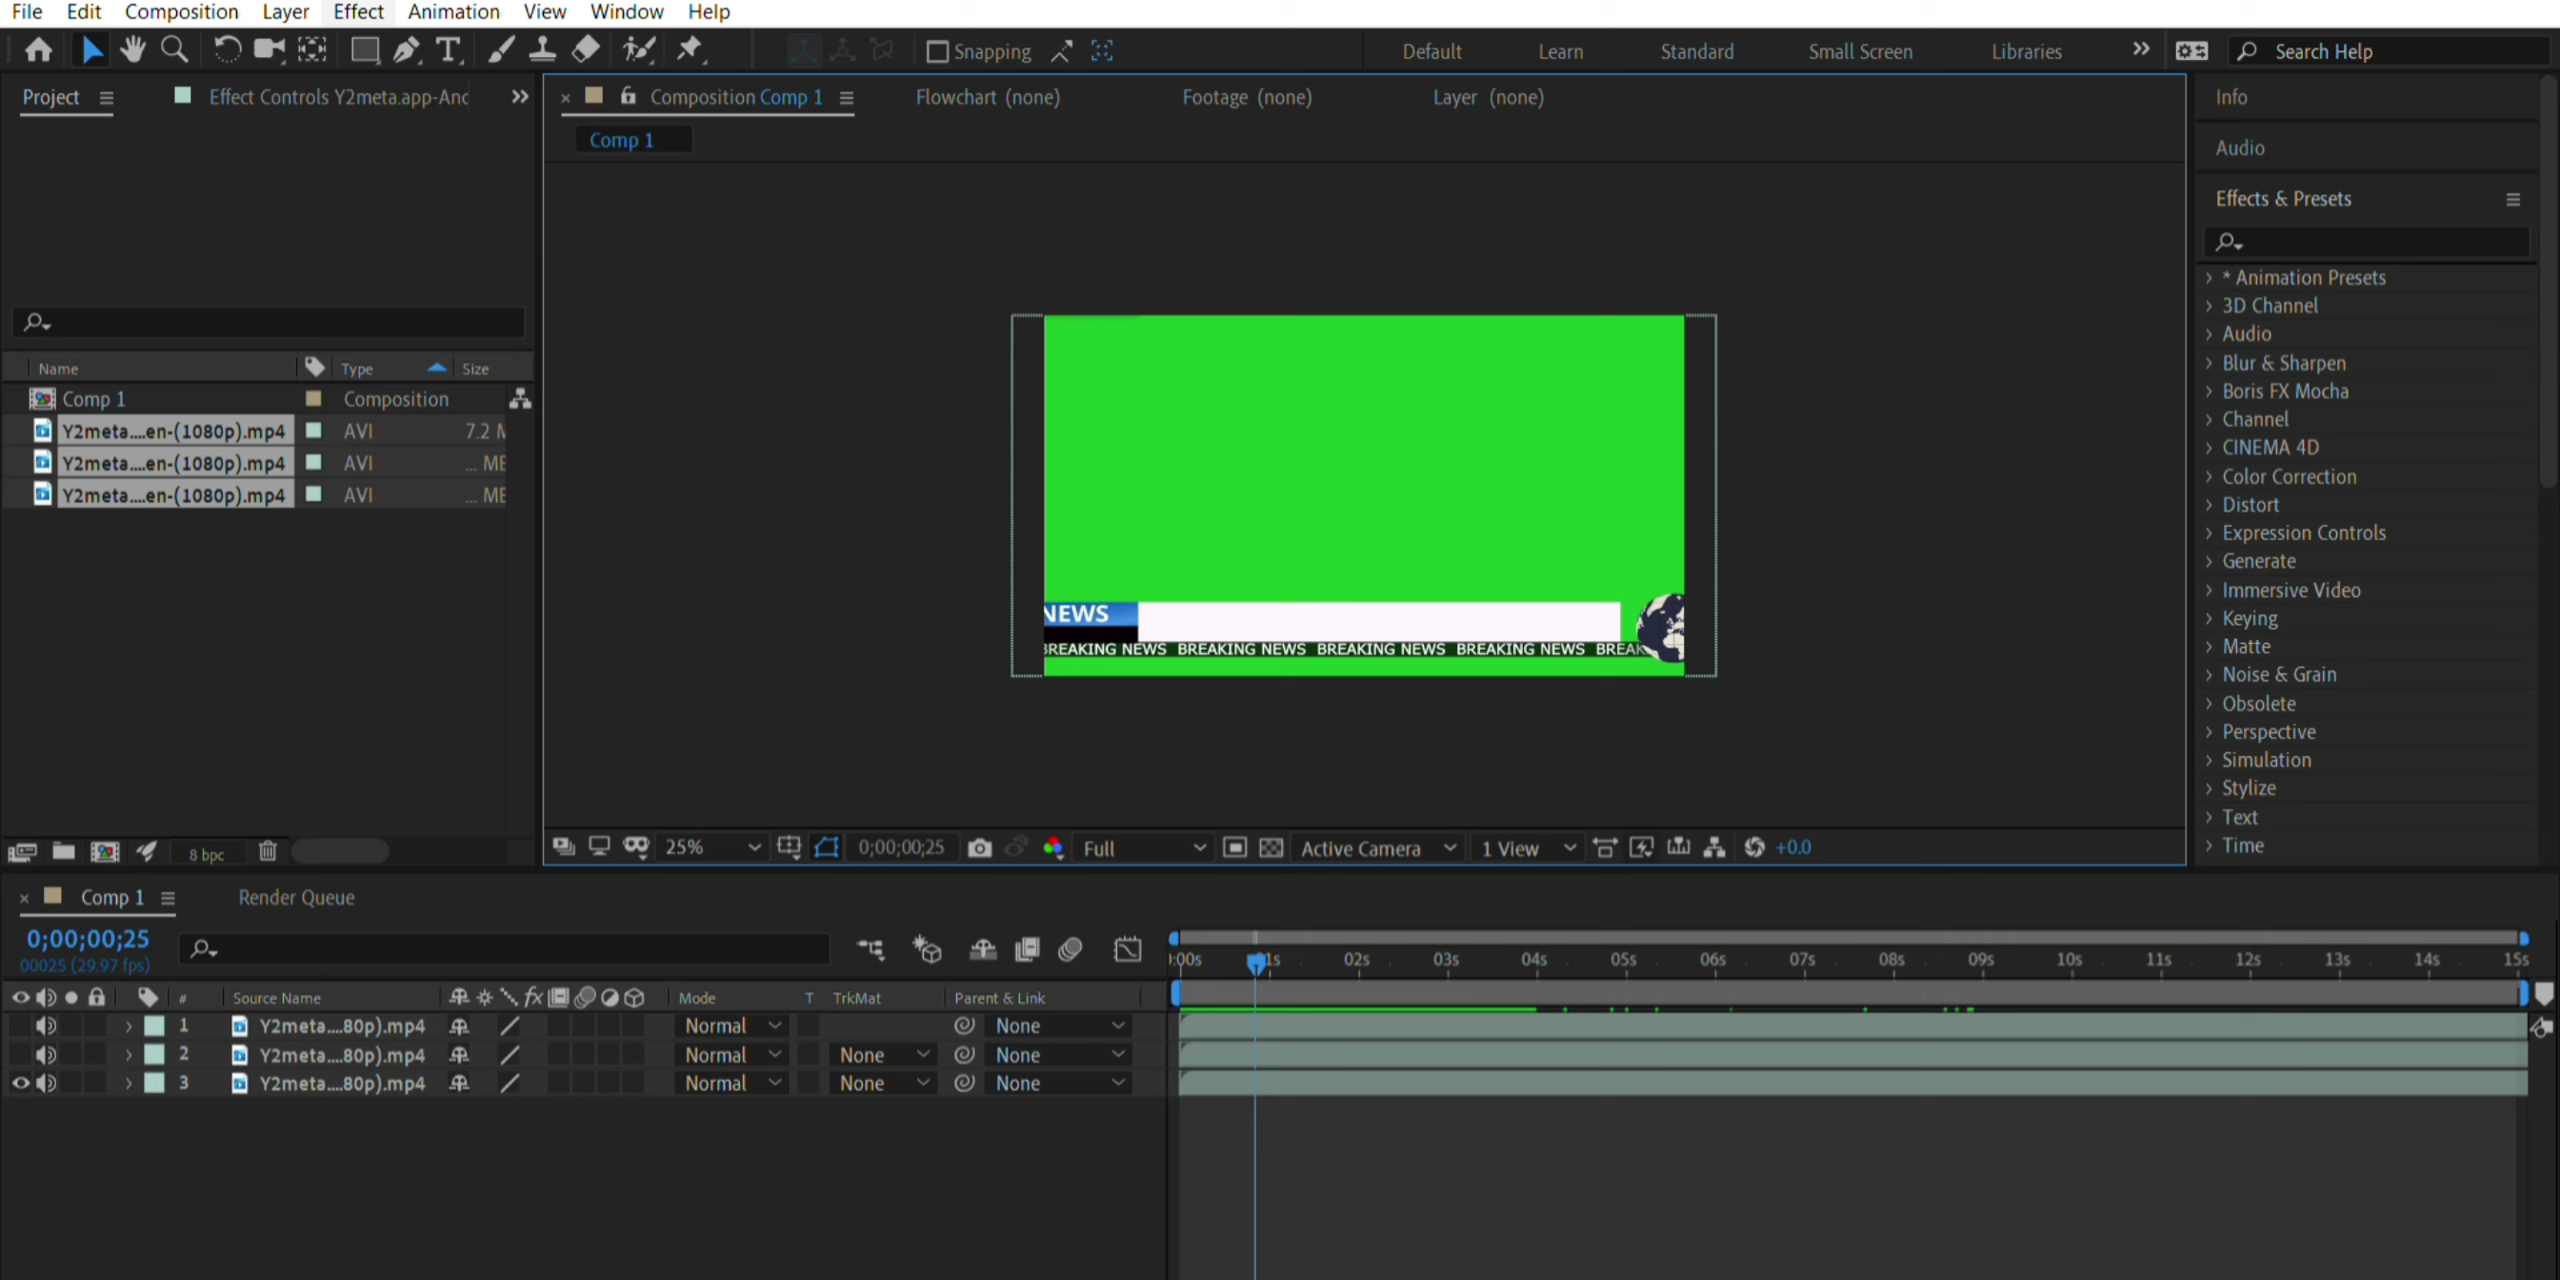 File Edit Composition Layer Effect Animation View Window Help
Snapping Default Learn Standard Small Screen Libraries Search Help
Project Effect Controls Y2meta.app-Anc
Composition Comp 1 Flowchart (none) Footage (none) Layer (none)
Comp 1
Info
Audio
Effects & Presets
* Animation Presets
3D Channel
Audio
Blur & Sharpen
Boris FX Mocha
Channel
CINEMA 4D
Color Correction
Distort
Expression Controls
Generate
Immersive Video
Keying
Matte
Noise & Grain
Obsolete
Perspective
Simulation
Stylize
Text
Time
Name Type Size
Comp 1 Composition
Y2meta....en-(1080p).mp4 AVI 7.2 M
Y2meta....en-(1080p).mp4 AVI ... ME
Y2meta....en-(1080p).mp4 AVI ... ME
NEWS
BREAKING NEWS BREAKING NEWS BREAKING NEWS BREAKING NEWS BREAK
8 bpc
25% 0;00;00;25 Full Active Camera 1 View +0.0
Comp 1 Render Queue
0;00;00;25
00025 (29.97 fps)
):00s 01s 02s 03s 04s 05s 06s 07s 08s 09s 10s 11s 12s 13s 14s 15s
# Source Name fx Mode T TrkMat Parent & Link
1 Y2meta....80p).mp4 Normal None
2 Y2meta....80p).mp4 Normal None None
3 Y2meta....80p).mp4 Normal None None